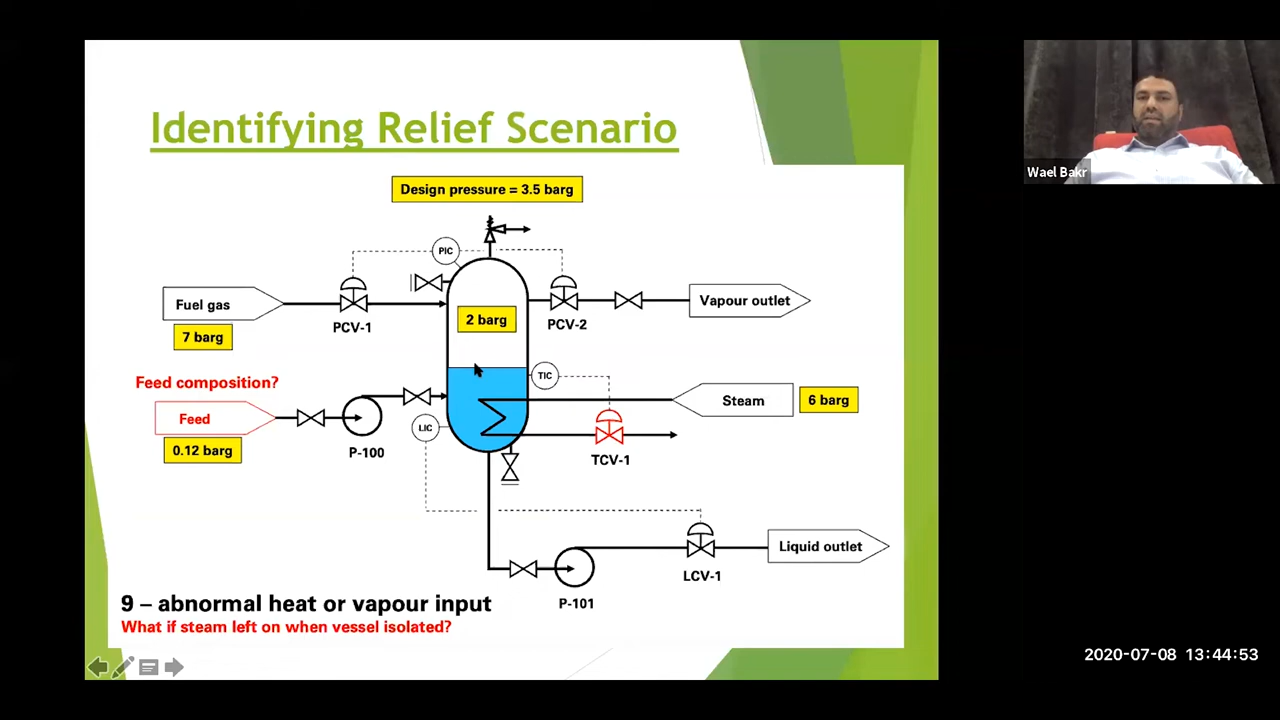 Identifying Relief Scenario
Wael Bakr
Design pressure = 3.5 barg
PIC
Fuel gas
7 barg
PCV-1
2 barg
PCV-2
Vapour outlet
Feed composition?
Feed
0.12 barg
P-100
LIC
TIC
Steam
6 barg
TCV-1
Liquid outlet
LCV-1
P-101
9 – abnormal heat or vapour input
What if steam left on when vessel isolated?
2020-07-08 13:44:53